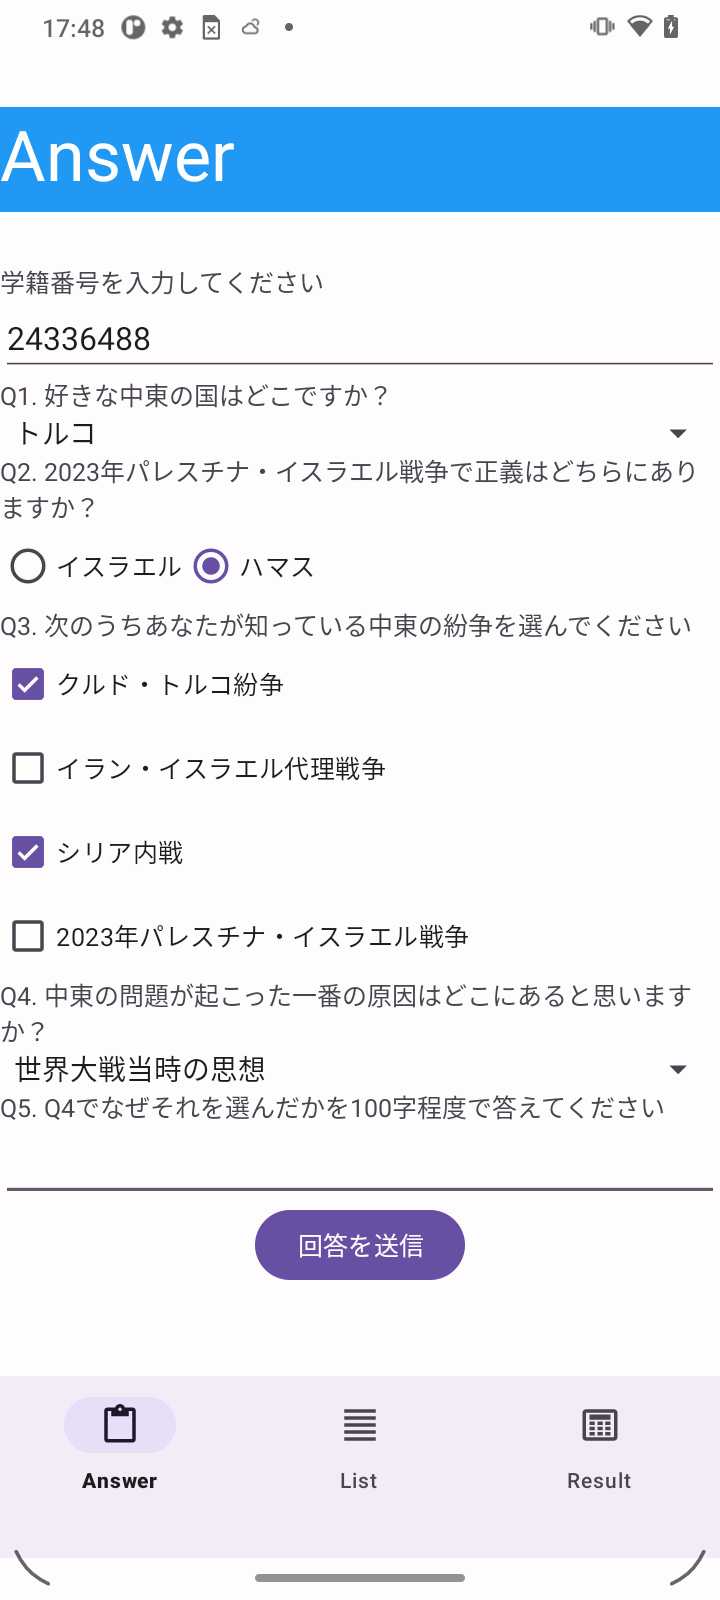 17:48
Answer
学籍番号を入力してください
24336488
Q1. 好きな中東の国はどこですか？
トルコ
Q2. 2023年パレスチナ・イスラエル戦争で正義はどちらにあり
ますか？
イスラエル ハマス
Q3. 次のうちあなたが知っている中東の紛争を選んでください
クルド・トルコ紛争
イラン・イスラエル代理戦争
シリア内戦
2023年パレスチナ・イスラエル戦争
Q4. 中東の問題が起こった一番の原因はどこにあると思います
か？
世界大戦当時の思想
Q5. Q4でなぜそれを選んだかを100字程度で答えてください
回答を送信
Answer List Result